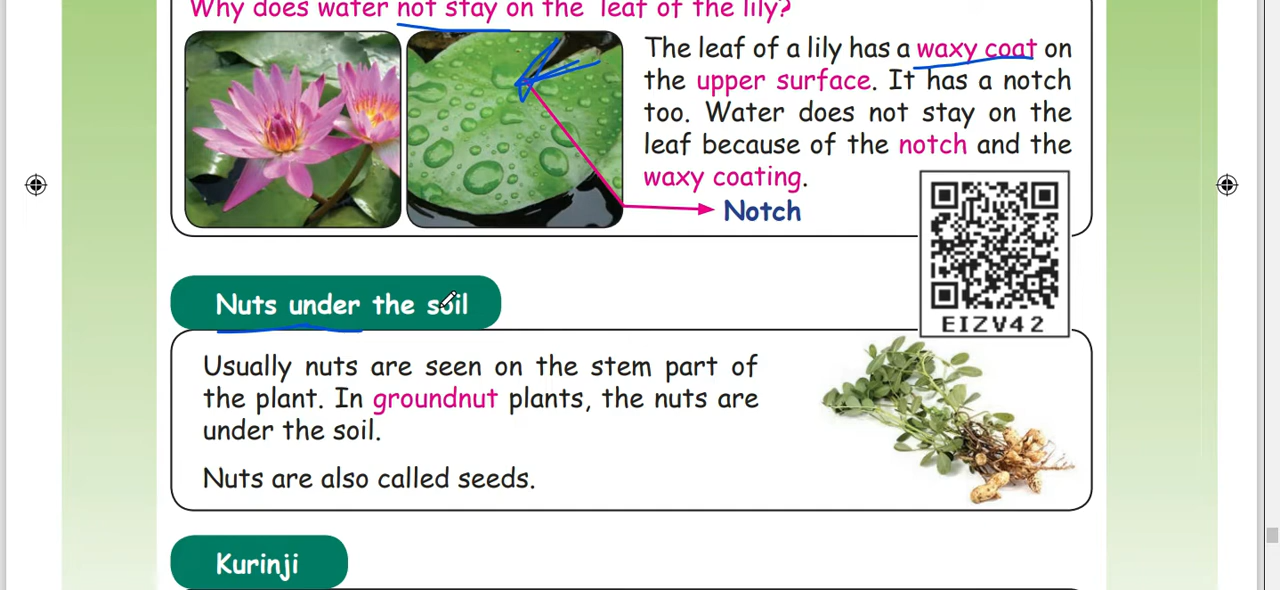 Why does water not stay on the leaf of the lily?
The leaf of a lily has a waxy coat on
the upper surface. It has a notch
too. Water does not stay on the
leaf because of the notch and the
waxy coating.
Notch
EIZV42
Nuts under the soil
Usually nuts are seen on the stem part of
the plant. In groundnut plants, the nuts are
under the soil.
Nuts are also called seeds.
Kurinji